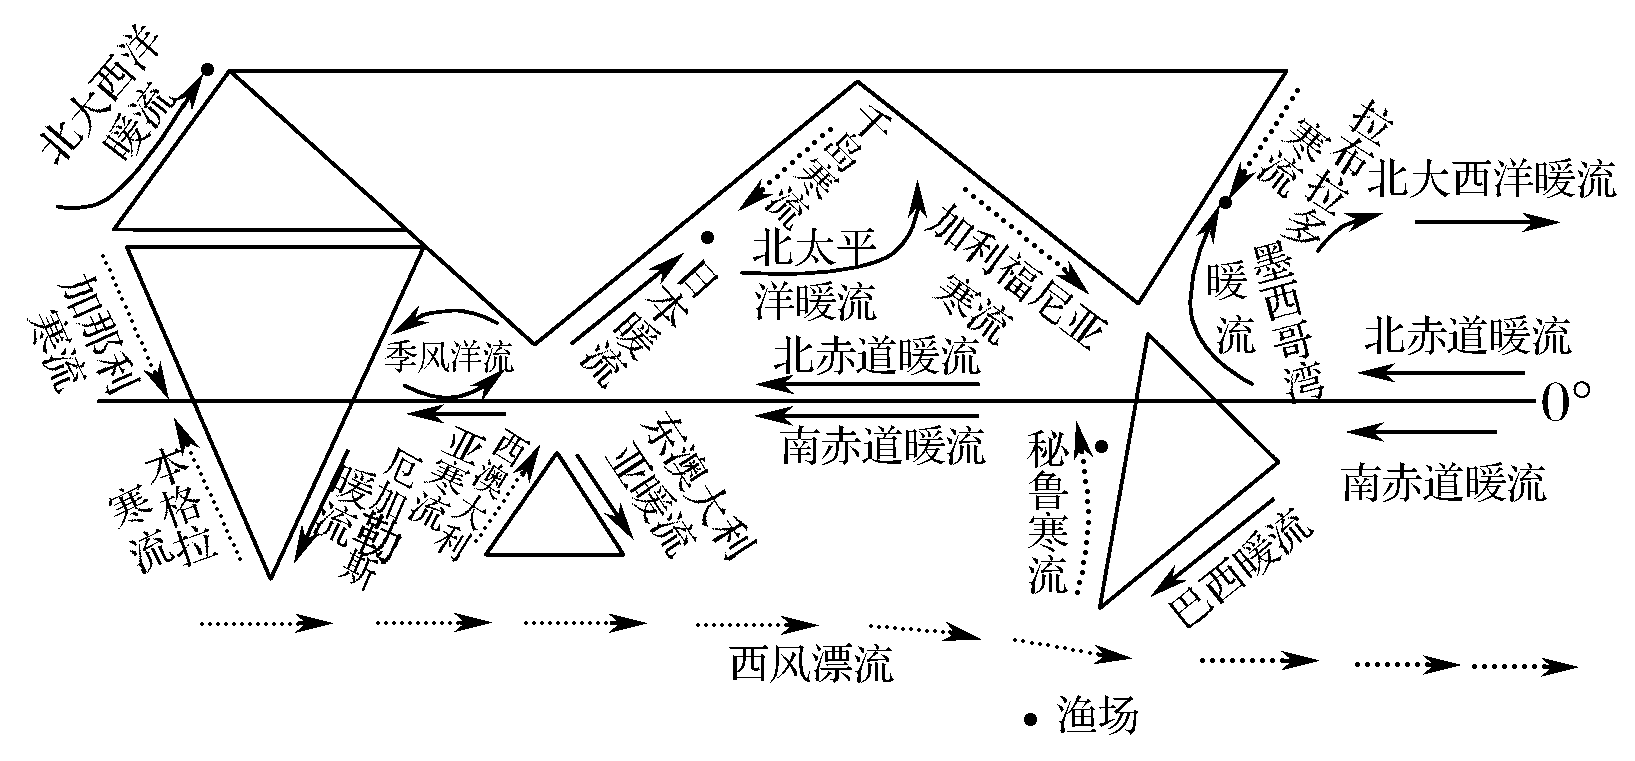 北大西洋
暖流
千岛寒流
拉布拉多
寒流
北大西洋暖流
北太平
洋暖流
加利福尼亚
寒流
日本暖流
墨西哥湾
暖流
加那利
寒流
季风洋流
北赤道暖流
北赤道暖流
0°
南赤道暖流
南赤道暖流
本格拉
寒流
厄加勒斯
暖流
西澳大利
亚寒流
东澳大利
亚暖流
秘鲁寒流
巴西暖流
西风漂流
渔场